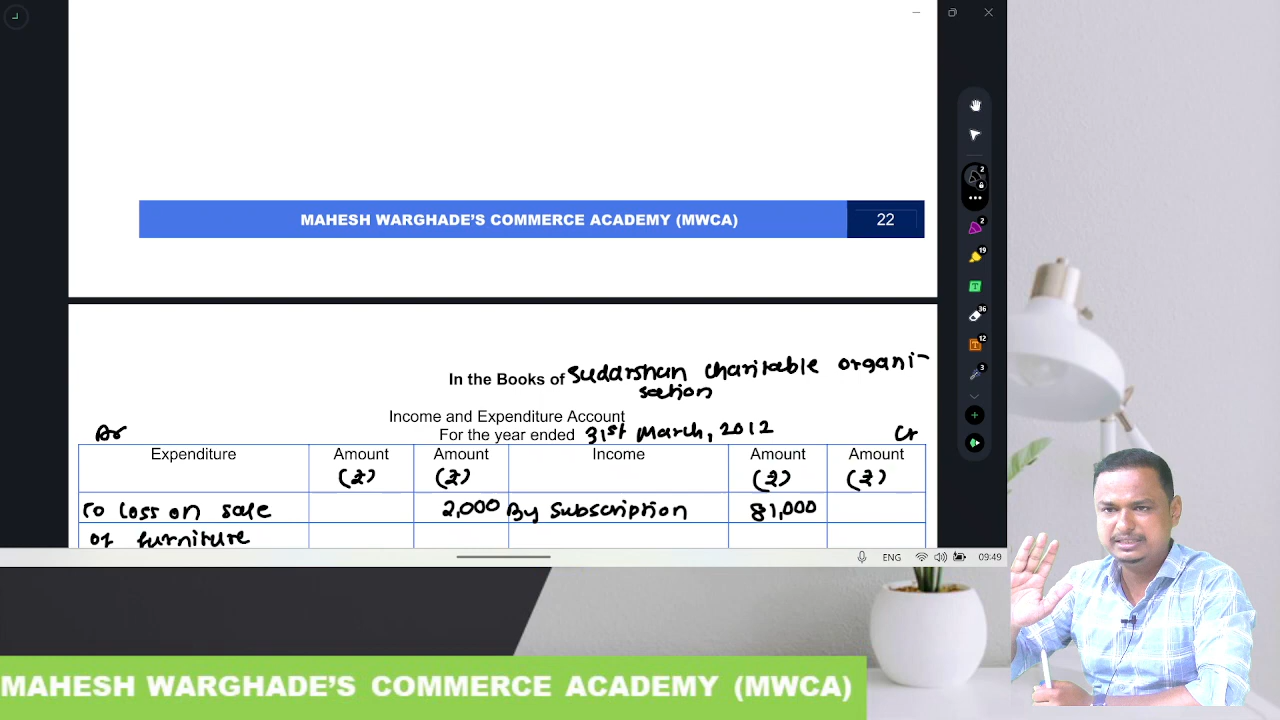 MAHESH WARGHADE'S COMMERCE ACADEMY (MWCA) 22
In the Books of Sudarshan charitable organi-
sation
Income and Expenditure Account
Dr For the year ended 31st March, 2012 Cr
Expenditure Amount Amount Income Amount Amount
(₹) (₹) (₹) (₹)
To Loss on sale 2,000 By Subscription 81,000
of furniture
ENG 09:49
MAHESH WARGHADE'S COMMERCE ACADEMY (MWCA)